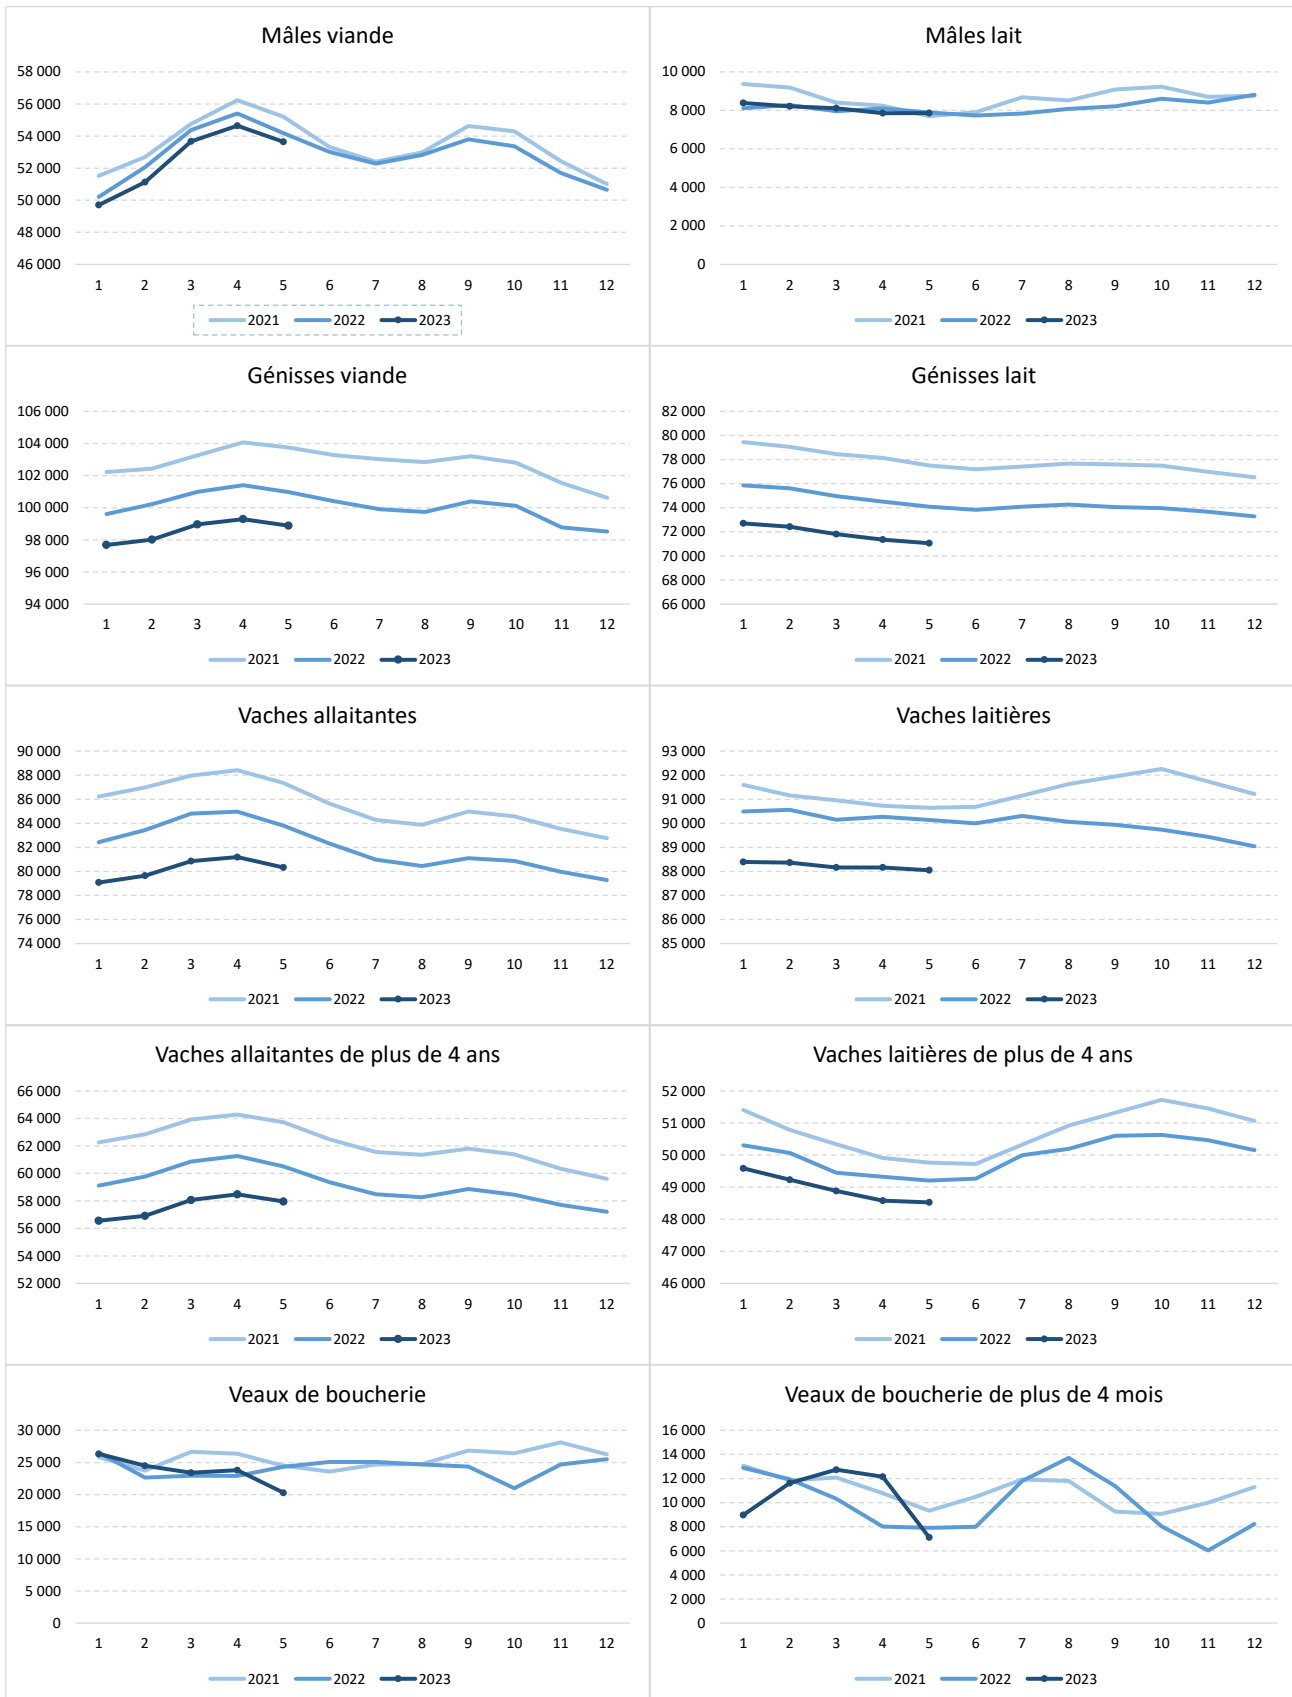 Mâles viande
58 000
56 000
54 000
52 000
50 000
48 000
46 000
1 2 3 4 5 6 7 8 9 10 11 12
2021 2022 2023
Mâles lait
10 000
8 000
6 000
4 000
2 000
0
1 2 3 4 5 6 7 8 9 10 11 12
2021 2022 2023
Génisses viande
106 000
104 000
102 000
100 000
98 000
96 000
94 000
1 2 3 4 5 6 7 8 9 10 11 12
2021 2022 2023
Génisses lait
82 000
80 000
78 000
76 000
74 000
72 000
70 000
68 000
66 000
1 2 3 4 5 6 7 8 9 10 11 12
2021 2022 2023
Vaches allaitantes
90 000
88 000
86 000
84 000
82 000
80 000
78 000
76 000
74 000
1 2 3 4 5 6 7 8 9 10 11 12
2021 2022 2023
Vaches laitières
93 000
92 000
91 000
90 000
89 000
88 000
87 000
86 000
85 000
1 2 3 4 5 6 7 8 9 10 11 12
2021 2022 2023
Vaches allaitantes de plus de 4 ans
66 000
64 000
62 000
60 000
58 000
56 000
54 000
52 000
1 2 3 4 5 6 7 8 9 10 11 12
2021 2022 2023
Vaches laitières de plus de 4 ans
52 000
51 000
50 000
49 000
48 000
47 000
46 000
1 2 3 4 5 6 7 8 9 10 11 12
2021 2022 2023
Veaux de boucherie
30 000
25 000
20 000
15 000
10 000
5 000
0
1 2 3 4 5 6 7 8 9 10 11 12
2021 2022 2023
Veaux de boucherie de plus de 4 mois
16 000
14 000
12 000
10 000
8 000
6 000
4 000
2 000
0
1 2 3 4 5 6 7 8 9 10 11 12
2021 2022 2023